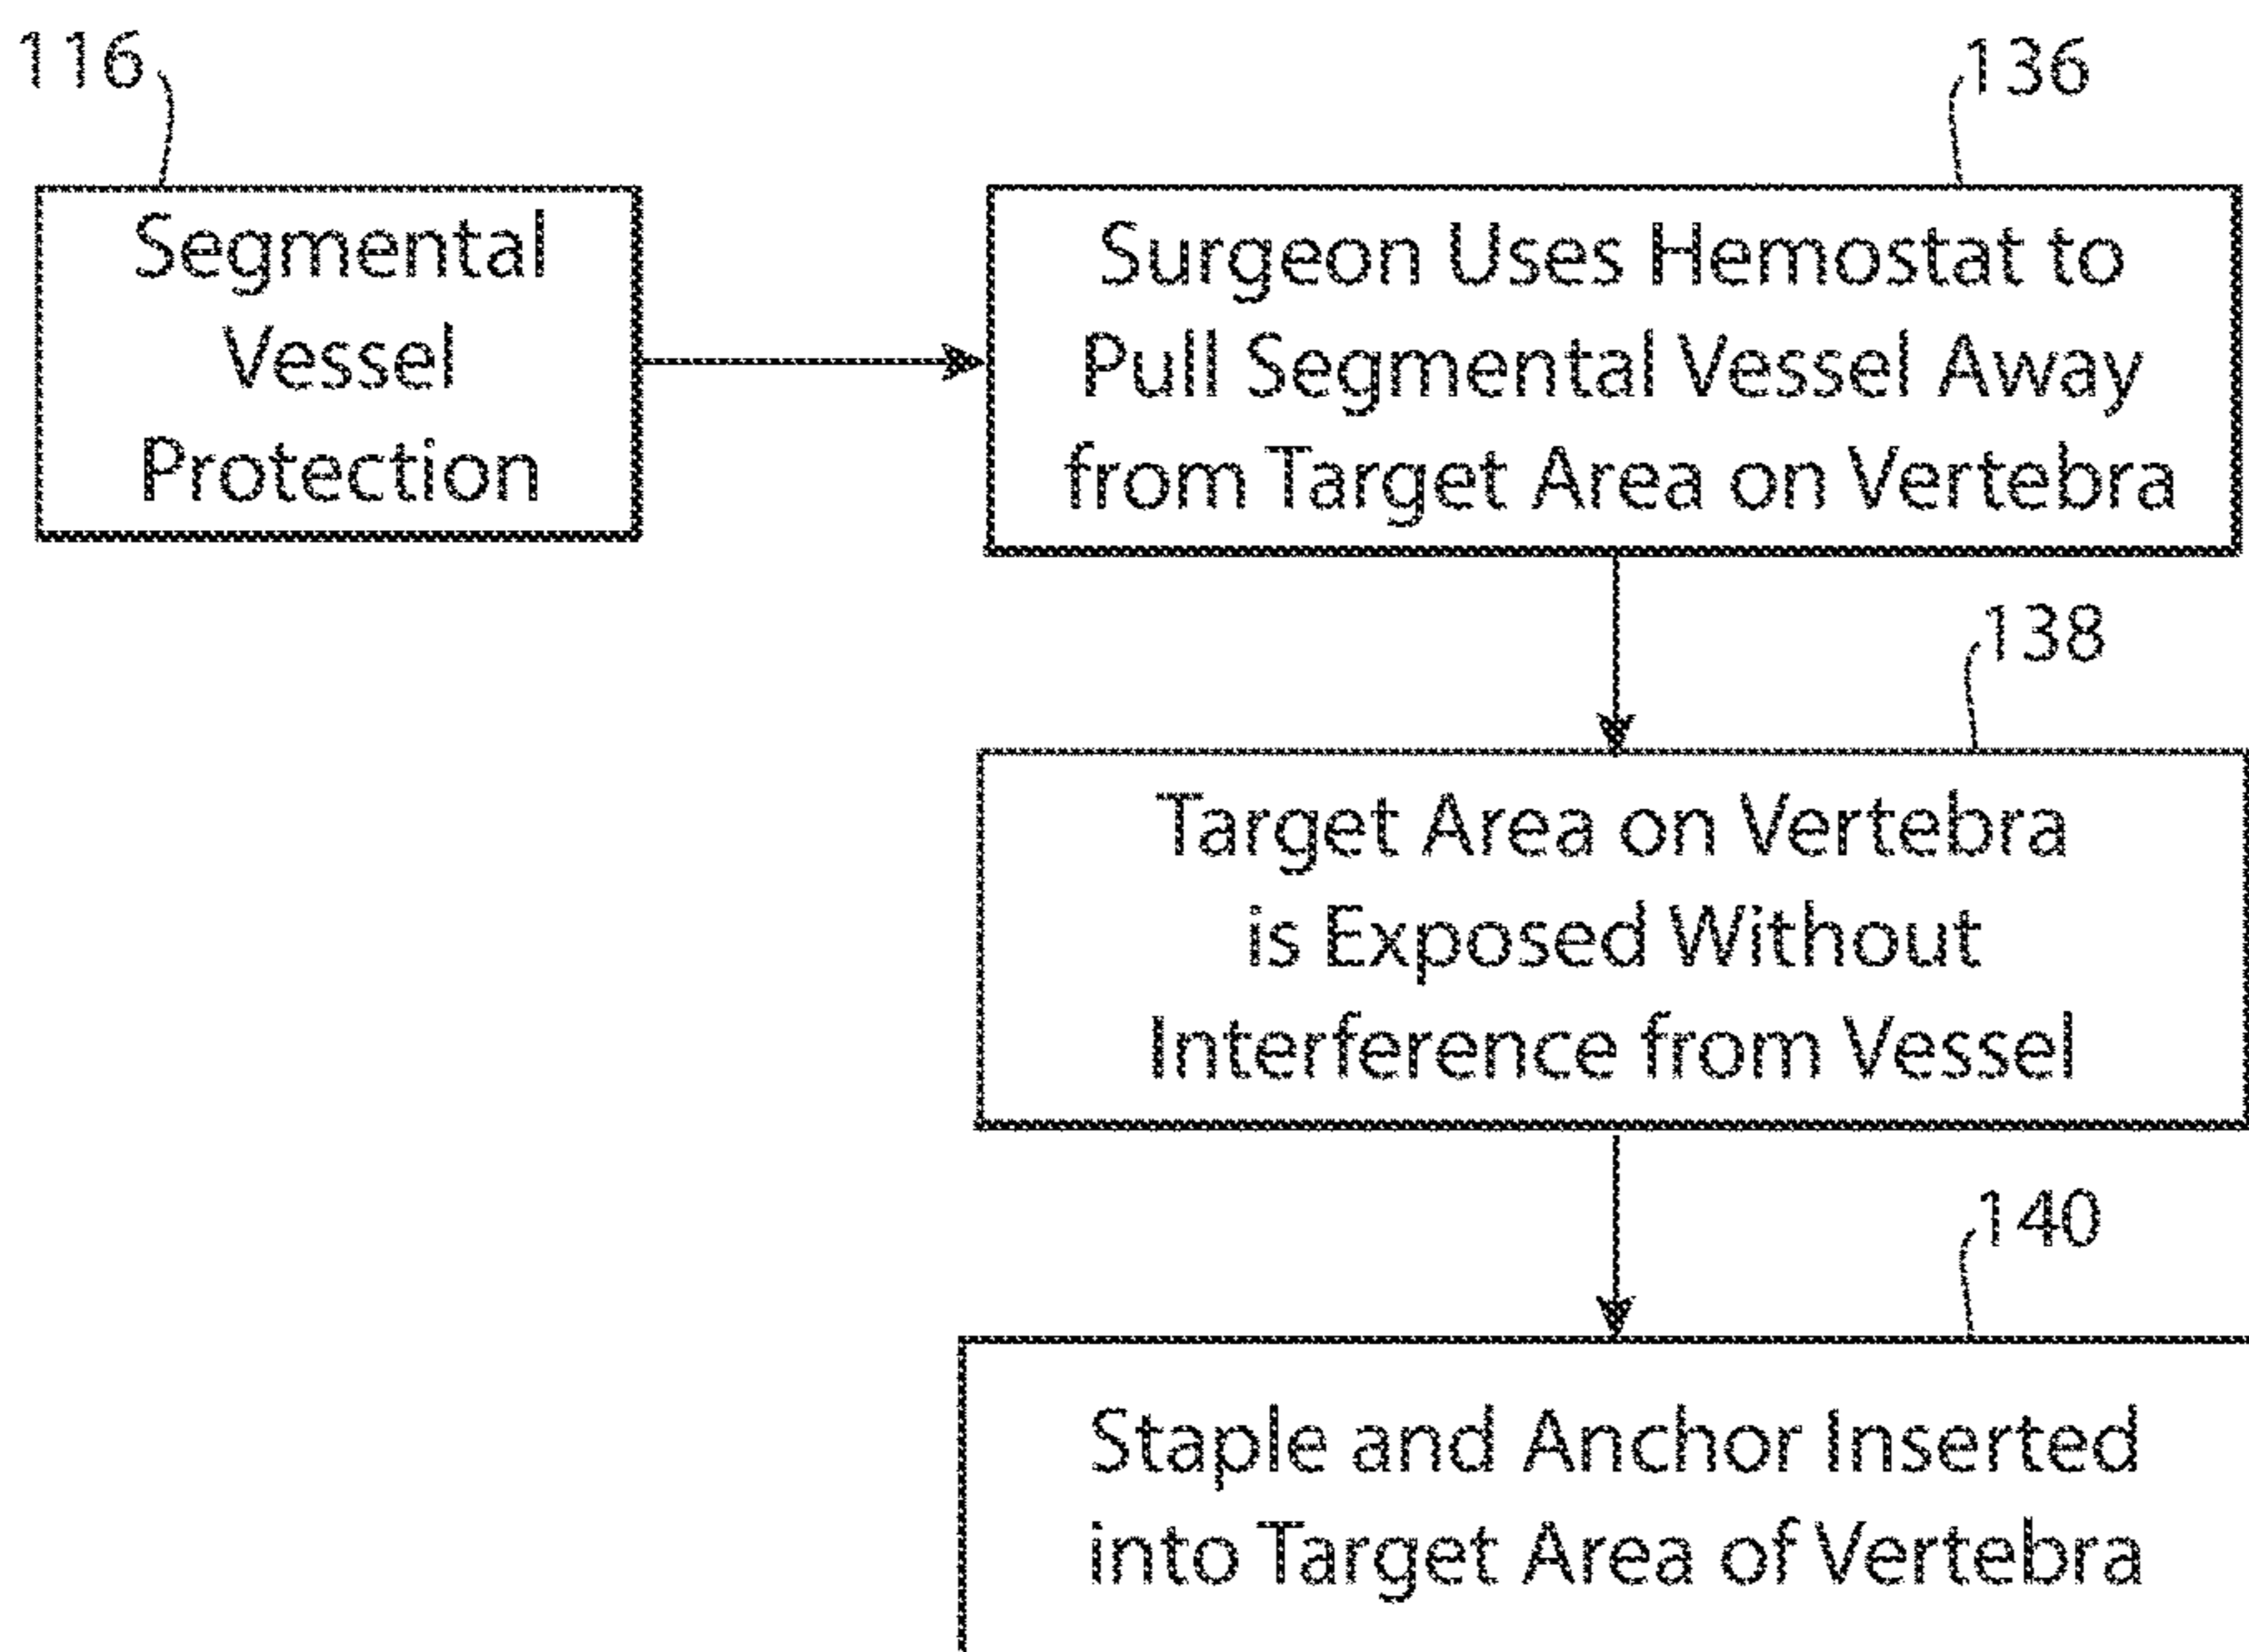 116
Segmental
Vessel
Protection
136
Surgeon Uses Hemostat to
Pull Segmental Vessel Away
from Target Area on Vertebra
138
Target Area on Vertebra
is Exposed Without
Interference from Vessel
140
Staple and Anchor Inserted
into Target Area of Vertebra